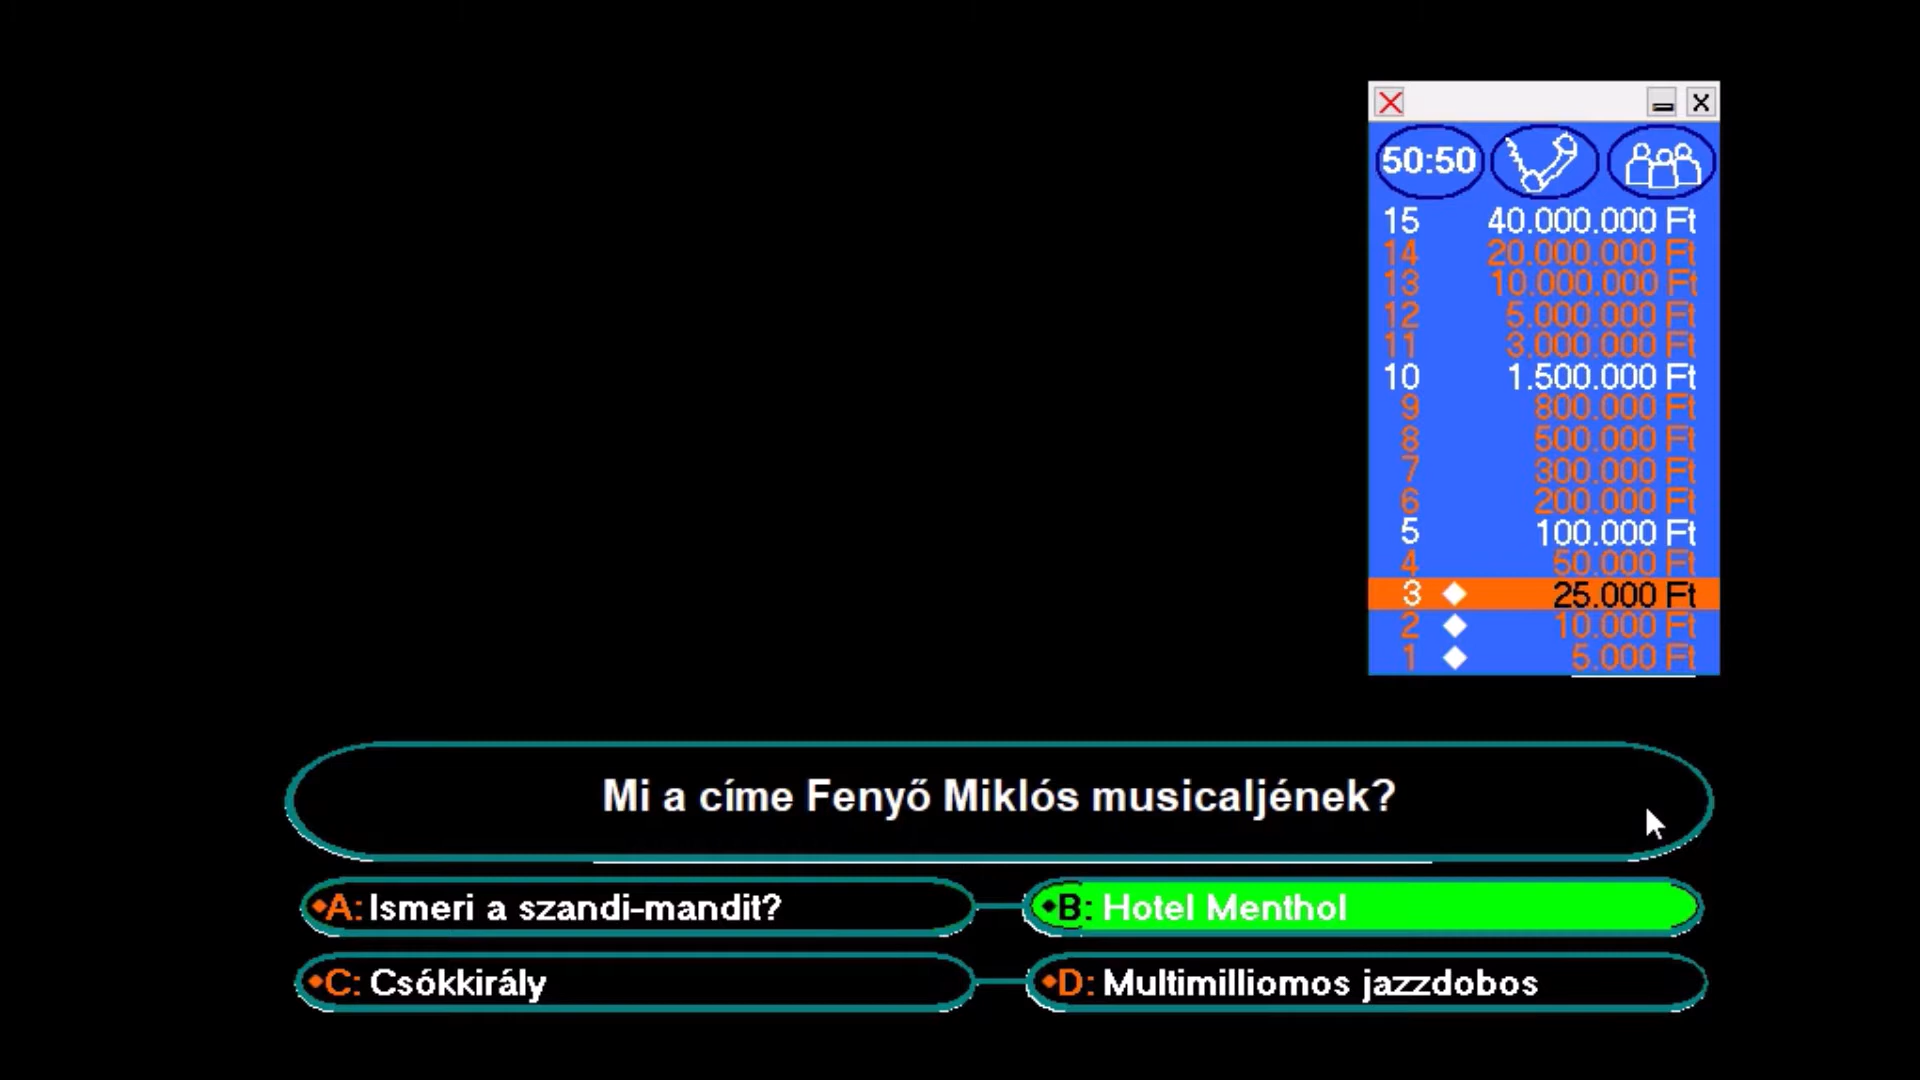 50:50
15 40.000.000 Ft
14 20.000.000 Ft
13 10.000.000 Ft
12 5.000.000 Ft
11 3.000.000 Ft
10 1.500.000 Ft
9 800.000 Ft
8 500.000 Ft
7 300.000 Ft
6 200.000 Ft
5 100.000 Ft
4 50.000 Ft
3 ◆ 25.000 Ft
2 ◆ 10.000 Ft
1 ◆ 5.000 Ft
Mi a címe Fenyő Miklós musicaljének?
◆A: Ismeri a szandi-mandit?
◆B: Hotel Menthol
◆C: Csókkirály
◆D: Multimilliomos jazzdobos